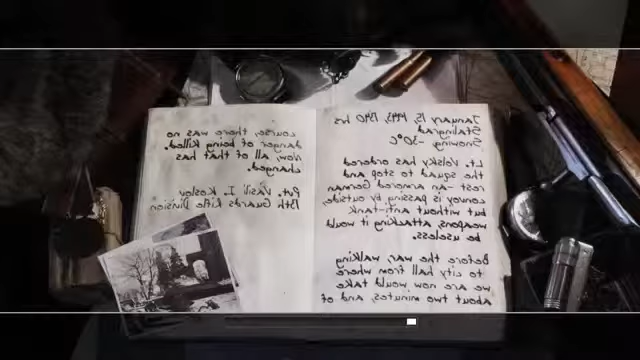 January 15, 1943, 1340 hrs
Stalingrad
Snowing, -30°C
Lt. Volsky has ordered
the squad to stop and
rest -an armored German
convoy is passing by outside,
but without anti-tank
weapons, attacking it would
be useless.
Before the war, walking
to city hall from where
we are now would take
about two minutes, and, of
course, there was no
danger of being killed.
Now, all of that has
changed.
Pvt. Vasili I. Koslov
13th Guards Rifle Division